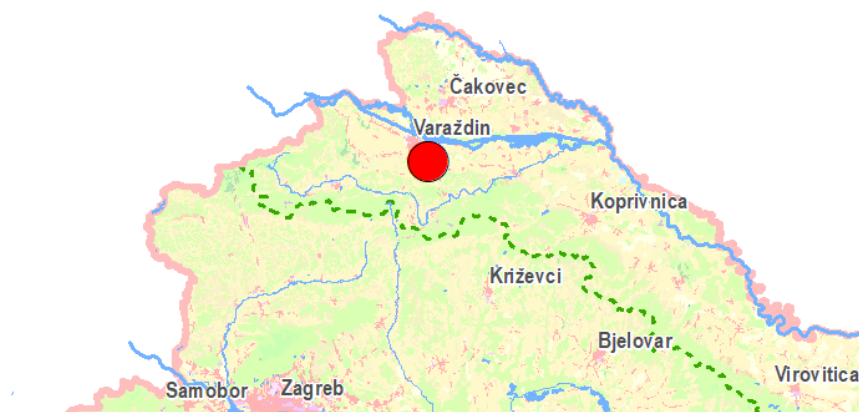 Čakovec
Varaždin
Koprivnica
Križevci
Bjelovar
Virovitica
Samobor
Zagreb